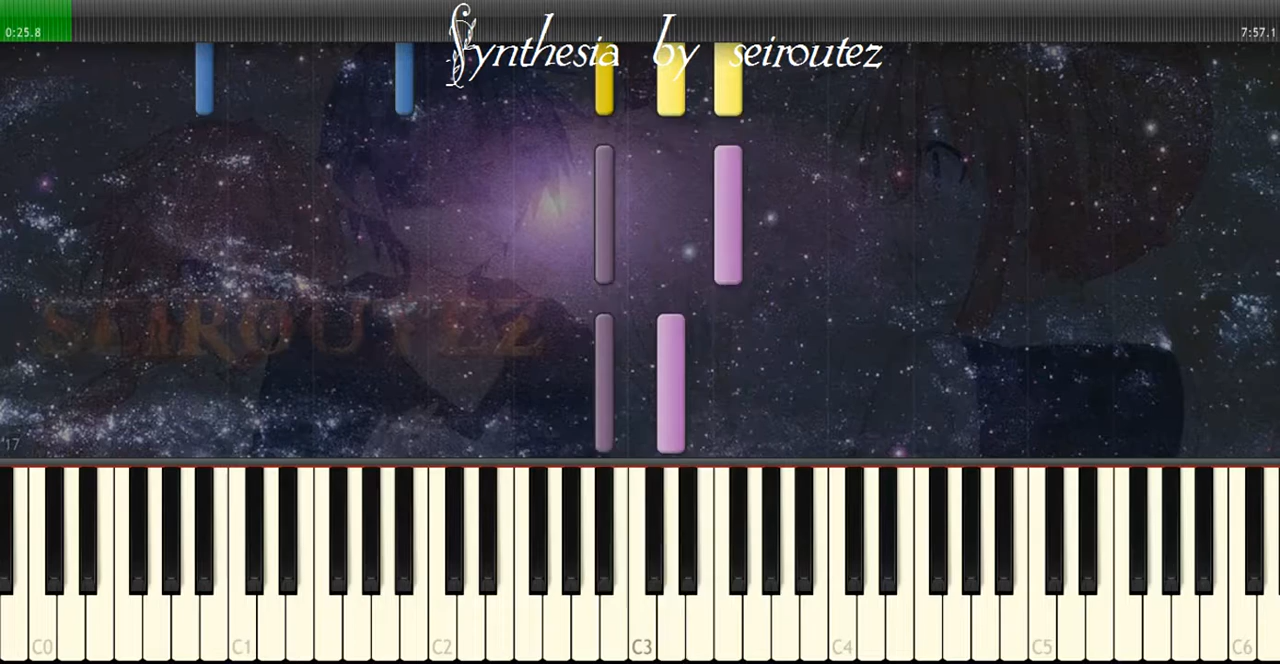 Synthesia by seiroutez
0:25.8 7:57.1
SEIROUTEZ
17
C0 C1 C2 C3 C4 C5 C6